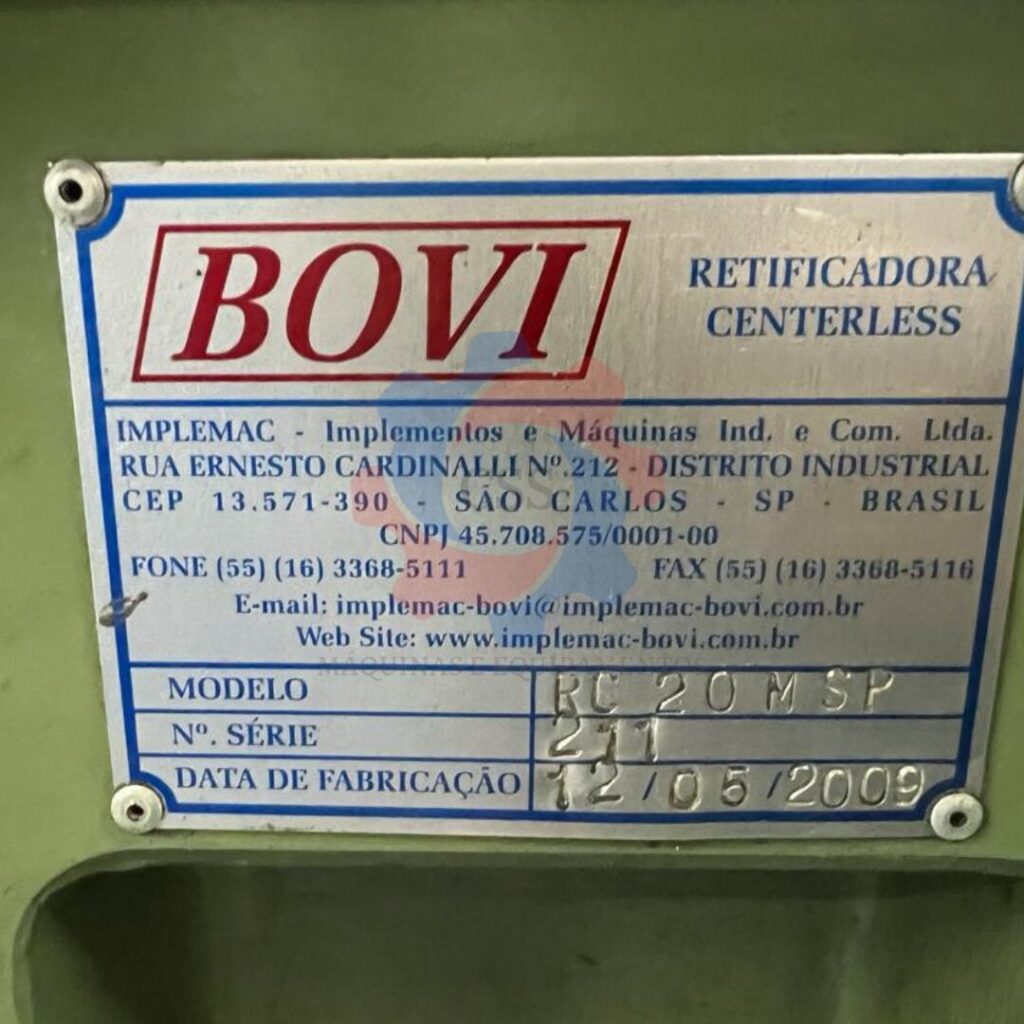 BOVI
RETIFICADORA
CENTERLESS
IMPLEMAC - Implementos e Máquinas Ind. e Com. Ltda.
RUA ERNESTO CARDINALLI Nº.212 - DISTRITO INDUSTRIAL
CEP 13.571-390 - SÃO CARLOS - SP - BRASIL
CNPJ 45.708.575/0001-00
FONE (55) (16) 3368-5111 FAX (55) (16) 3368-5116
E-mail: implemac-bovi@implemac-bovi.com.br
Web Site: www.implemac-bovi.com.br
MÁQUINAS E EQUIPAMENTOS
MODELO RC 20 M SP
Nº. SÉRIE 211
DATA DE FABRICAÇÃO 12/05/2009